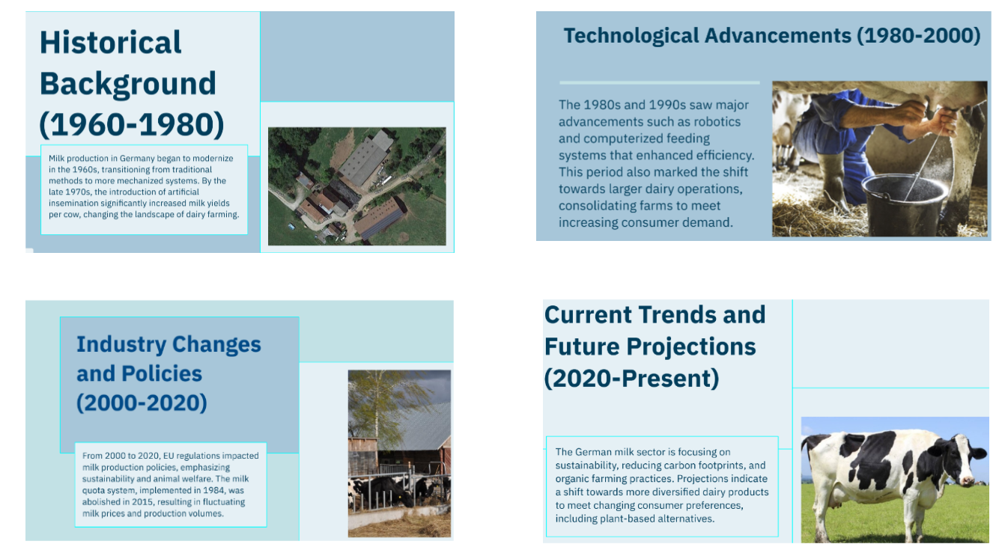 Historical
Background
(1960-1980)
Milk production in Germany began to modernize
in the 1960s, transitioning from traditional
methods to more mechanized systems. By the
late 1970s, the introduction of artificial
insemination significantly increased milk yields
per cow, changing the landscape of dairy farming.
Technological Advancements (1980-2000)
The 1980s and 1990s saw major
advancements such as robotics
and computerized feeding
systems that enhanced efficiency.
This period also marked the shift
towards larger dairy operations,
consolidating farms to meet
increasing consumer demand.
Industry Changes
and Policies
(2000-2020)
From 2000 to 2020, EU regulations impacted
milk production policies, emphasizing
sustainability and animal welfare. The milk
quota system, implemented in 1984, was
abolished in 2015, resulting in fluctuating
milk prices and production volumes.
Current Trends and
Future Projections
(2020-Present)
The German milk sector is focusing on
sustainability, reducing carbon footprints, and
organic farming practices. Projections indicate
a shift towards more diversified dairy products
to meet changing consumer preferences,
including plant-based alternatives.